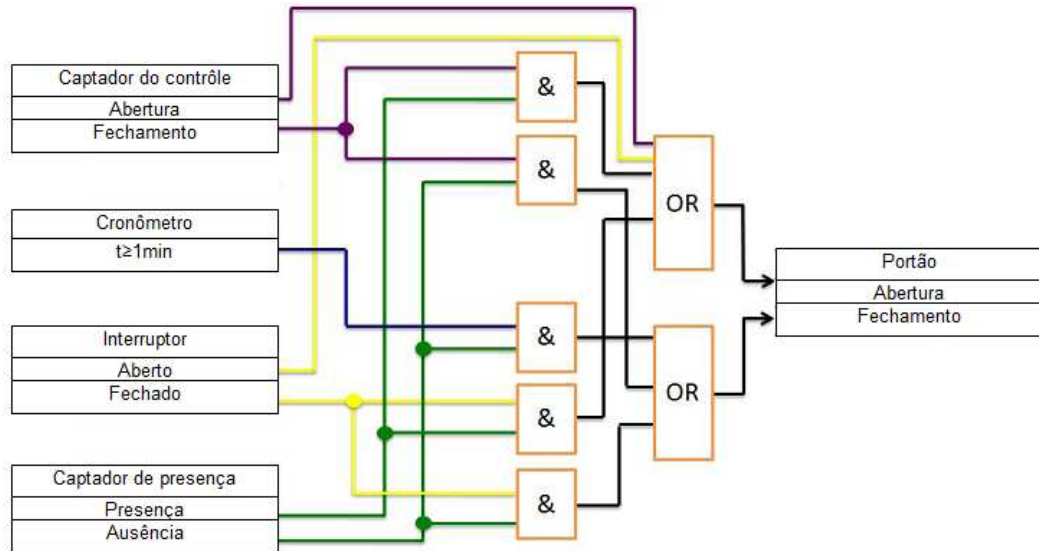 Captador do contrôle
Abertura
Fechamento
Cronômetro
t≥1min
Interruptor
Aberto
Fechado
Captador de presença
Presença
Ausência
&
&
&
&
&
OR
OR
Portão
Abertura
Fechamento